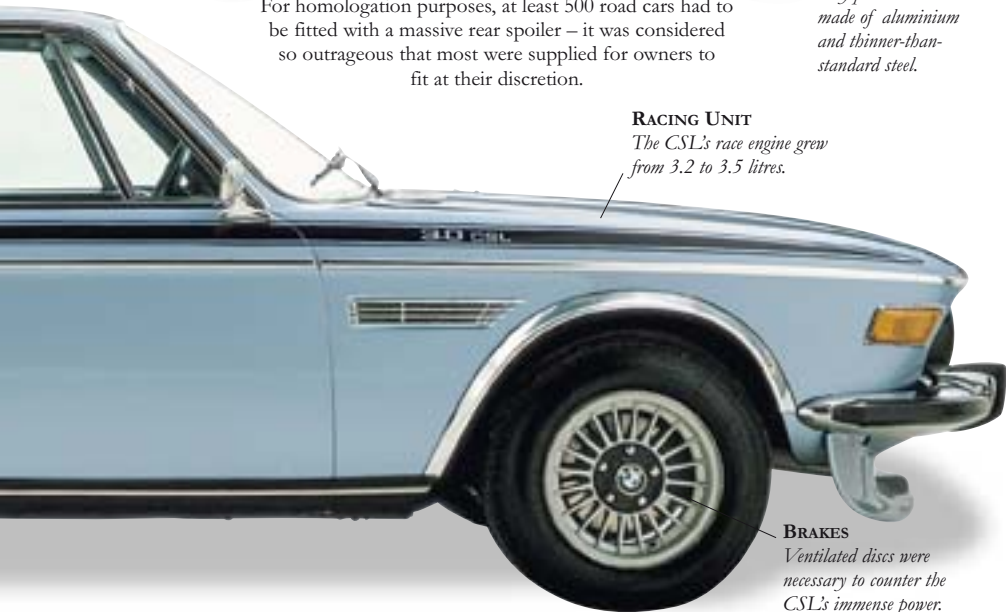 For homologation purposes, at least 500 road cars had to
be fitted with a massive rear spoiler – it was considered
so outrageous that most were supplied for owners to
fit at their discretion.
made of aluminium
and thinner-than-
standard steel.
RACING UNIT
The CSL's race engine grew
from 3.2 to 3.5 litres.
3.0 CSL
BRAKES
Ventilated discs were
necessary to counter the
CSL's immense power.